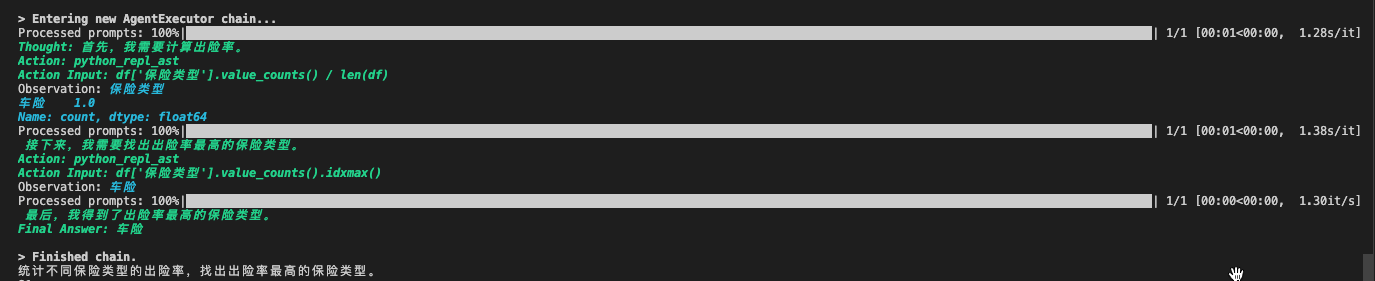 > Entering new AgentExecutor chain...
Processed prompts: 100%| | 1/1 [00:01<00:00, 1.28s/it]
Thought: 首先，我需要计算出险率。
Action: python_repl_ast
Action Input: df['保险类型'].value_counts() / len(df)
Observation: 保险类型
车险 1.0
Name: count, dtype: float64
Processed prompts: 100%| | 1/1 [00:01<00:00, 1.38s/it]
接下来，我需要找出出险率最高的保险类型。
Action: python_repl_ast
Action Input: df['保险类型'].value_counts().idxmax()
Observation: 车险
Processed prompts: 100%| | 1/1 [00:00<00:00, 1.30it/s]
最后，我得到了出险率最高的保险类型。
Final Answer: 车险
> Finished chain.
统计不同保险类型的出险率，找出出险率最高的保险类型。